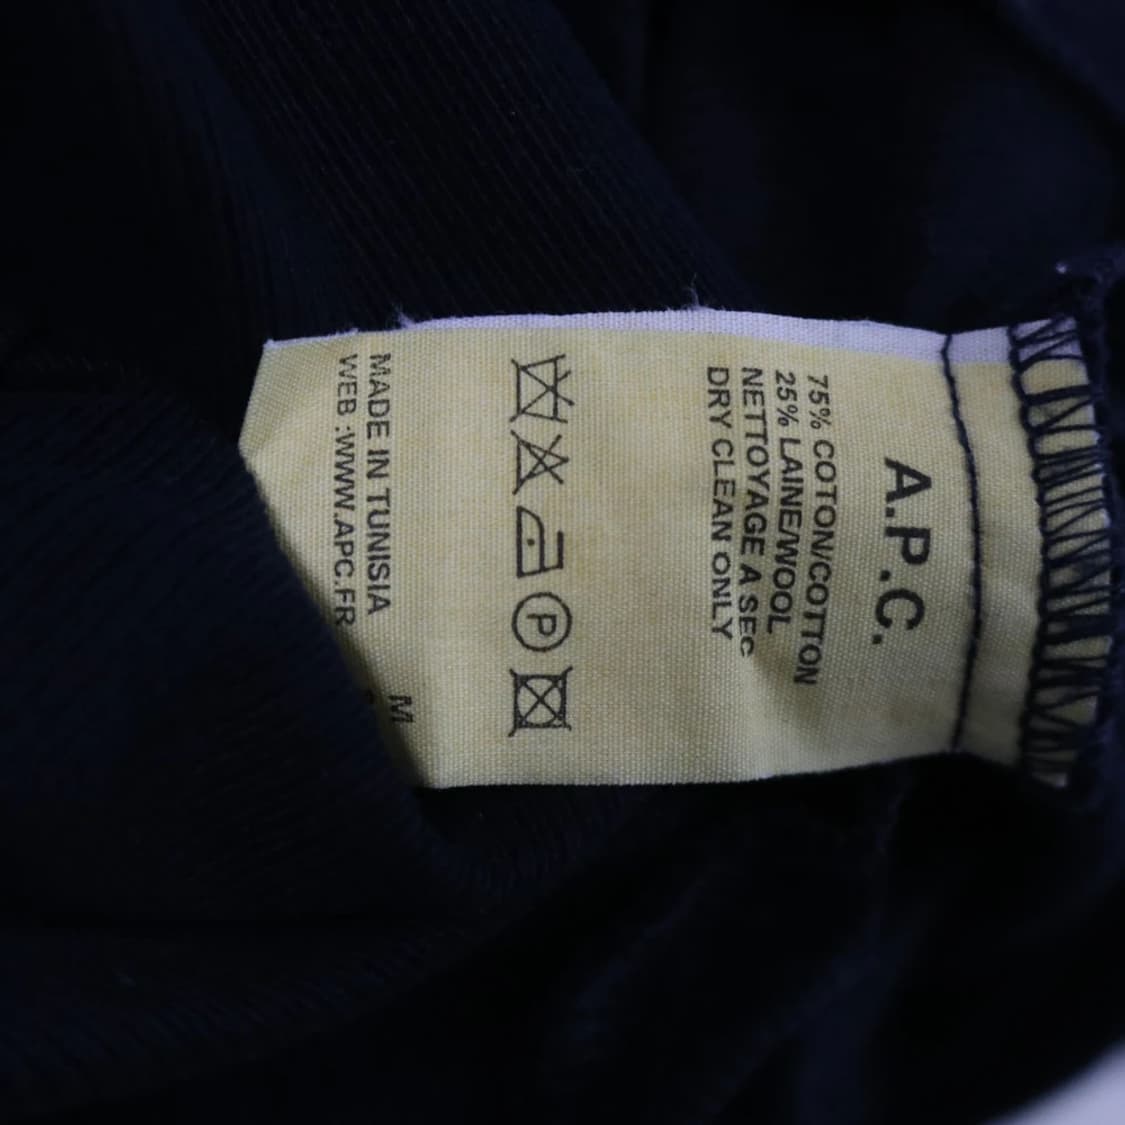 A.P.C.
75% COTON/COTTON
25% LAINE/WOOL
NETTOYAGE A SEC
DRY CLEAN ONLY
P
MADE IN TUNISIA
WEB :WWW.APC.FR
M